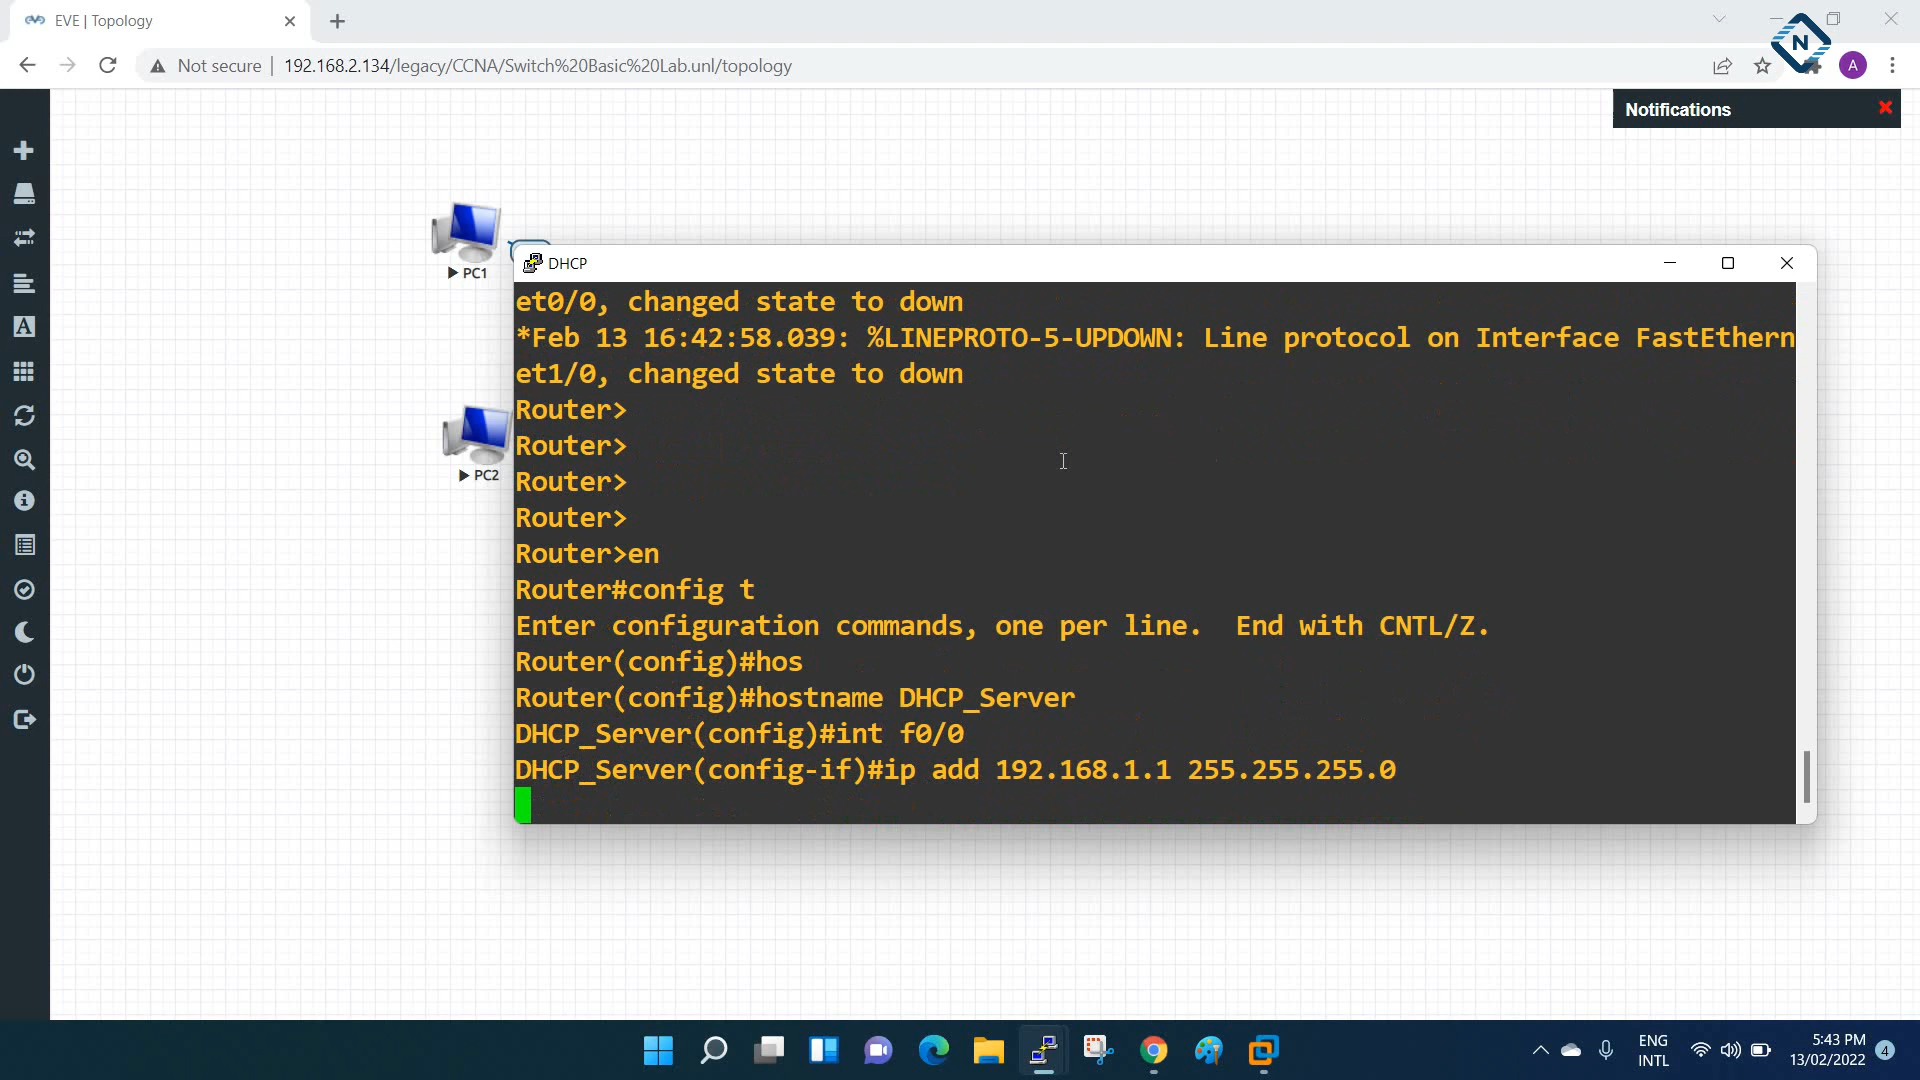 EVE | Topology
Not secure
192.168.2.134/legacy/CCNA/Switch%20Basic%20Lab.unl/topology
N
A
Notifications
PC1
PC2
DHCP
et0/0, changed state to down
*Feb 13 16:42:58.039: %LINEPROTO-5-UPDOWN: Line protocol on Interface FastEthern
et1/0, changed state to down
Router>
Router>
Router>
Router>
Router>en
Router#config t
Enter configuration commands, one per line.  End with CNTL/Z.
Router(config)#hos
Router(config)#hostname DHCP_Server
DHCP_Server(config)#int f0/0
DHCP_Server(config-if)#ip add 192.168.1.1 255.255.255.0
ENG
INTL
5:43 PM
13/02/2022
4